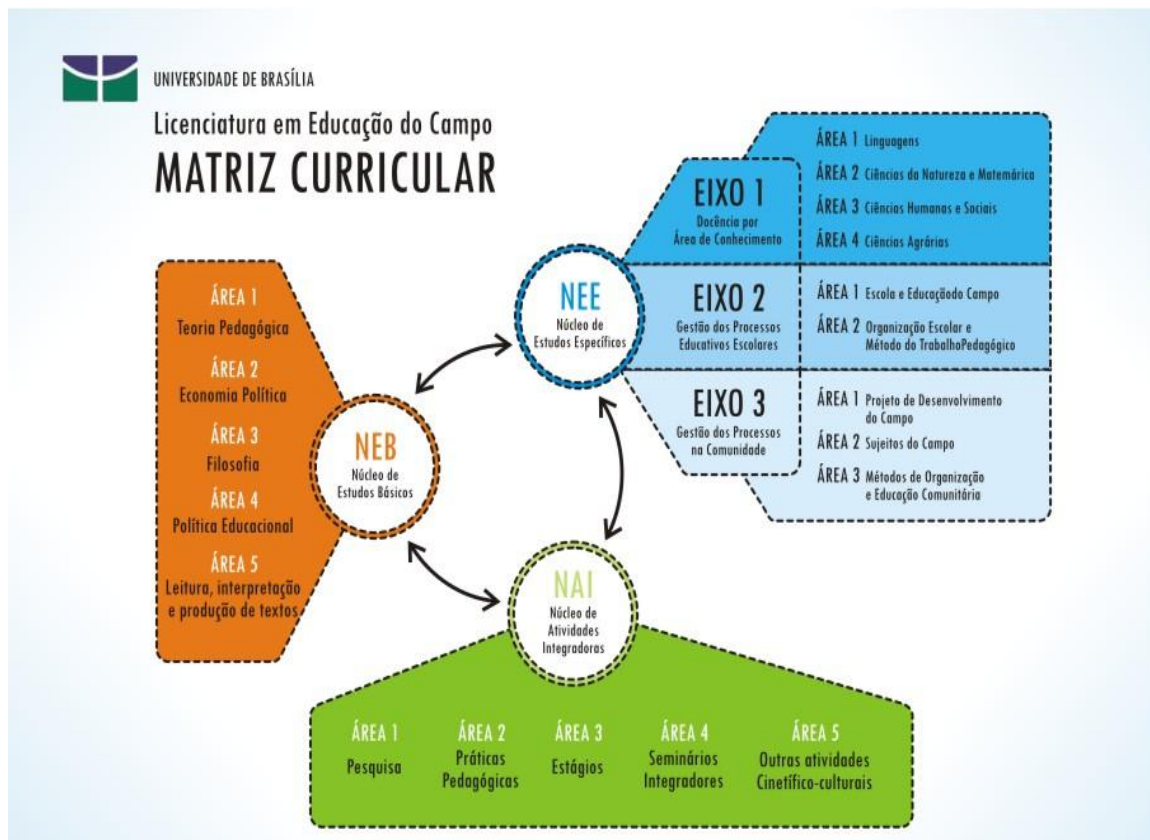 UNIVERSIDADE DE BRASÍLIA
Licenciatura em Educação do Campo
MATRIZ CURRICULAR
ÁREA 1
Teoria Pedagógica
ÁREA 2
Economia Política
ÁREA 3
Filosofia
ÁREA 4
Política Educacional
ÁREA 5
Leitura, interpretação
e produção de textos
NEB
Núcleo de
Estudos Básicos
NEE
Núcleo de
Estudos Específicos
EIXO 1
Docência por
Área de Conhecimento
ÁREA 1 Linguagens
ÁREA 2 Ciências da Natureza e Matemárica
ÁREA 3 Ciências Humanas e Sociais
ÁREA 4 Ciências Agrárias
EIXO 2
Gestão dos Processos
Educativos Escolares
ÁREA 1 Escola e Educaçãodo Campo
ÁREA 2 Organização Escolar e
Método do TrabalhoPedagógico
EIXO 3
Gestão dos Processos
na Comunidade
ÁREA 1 Projeto de Desenvolvimento
do Campo
ÁREA 2 Sujeitos do Campo
ÁREA 3 Métodos de Organização
e Educação Comunitária
NAI
Núcleo de
Atividades
Integradoras
ÁREA 1
Pesquisa
ÁREA 2
Práticas
Pedagógicas
ÁREA 3
Estágios
ÁREA 4
Seminários
Integradores
ÁREA 5
Outras atividades
Cinetífico-culturais